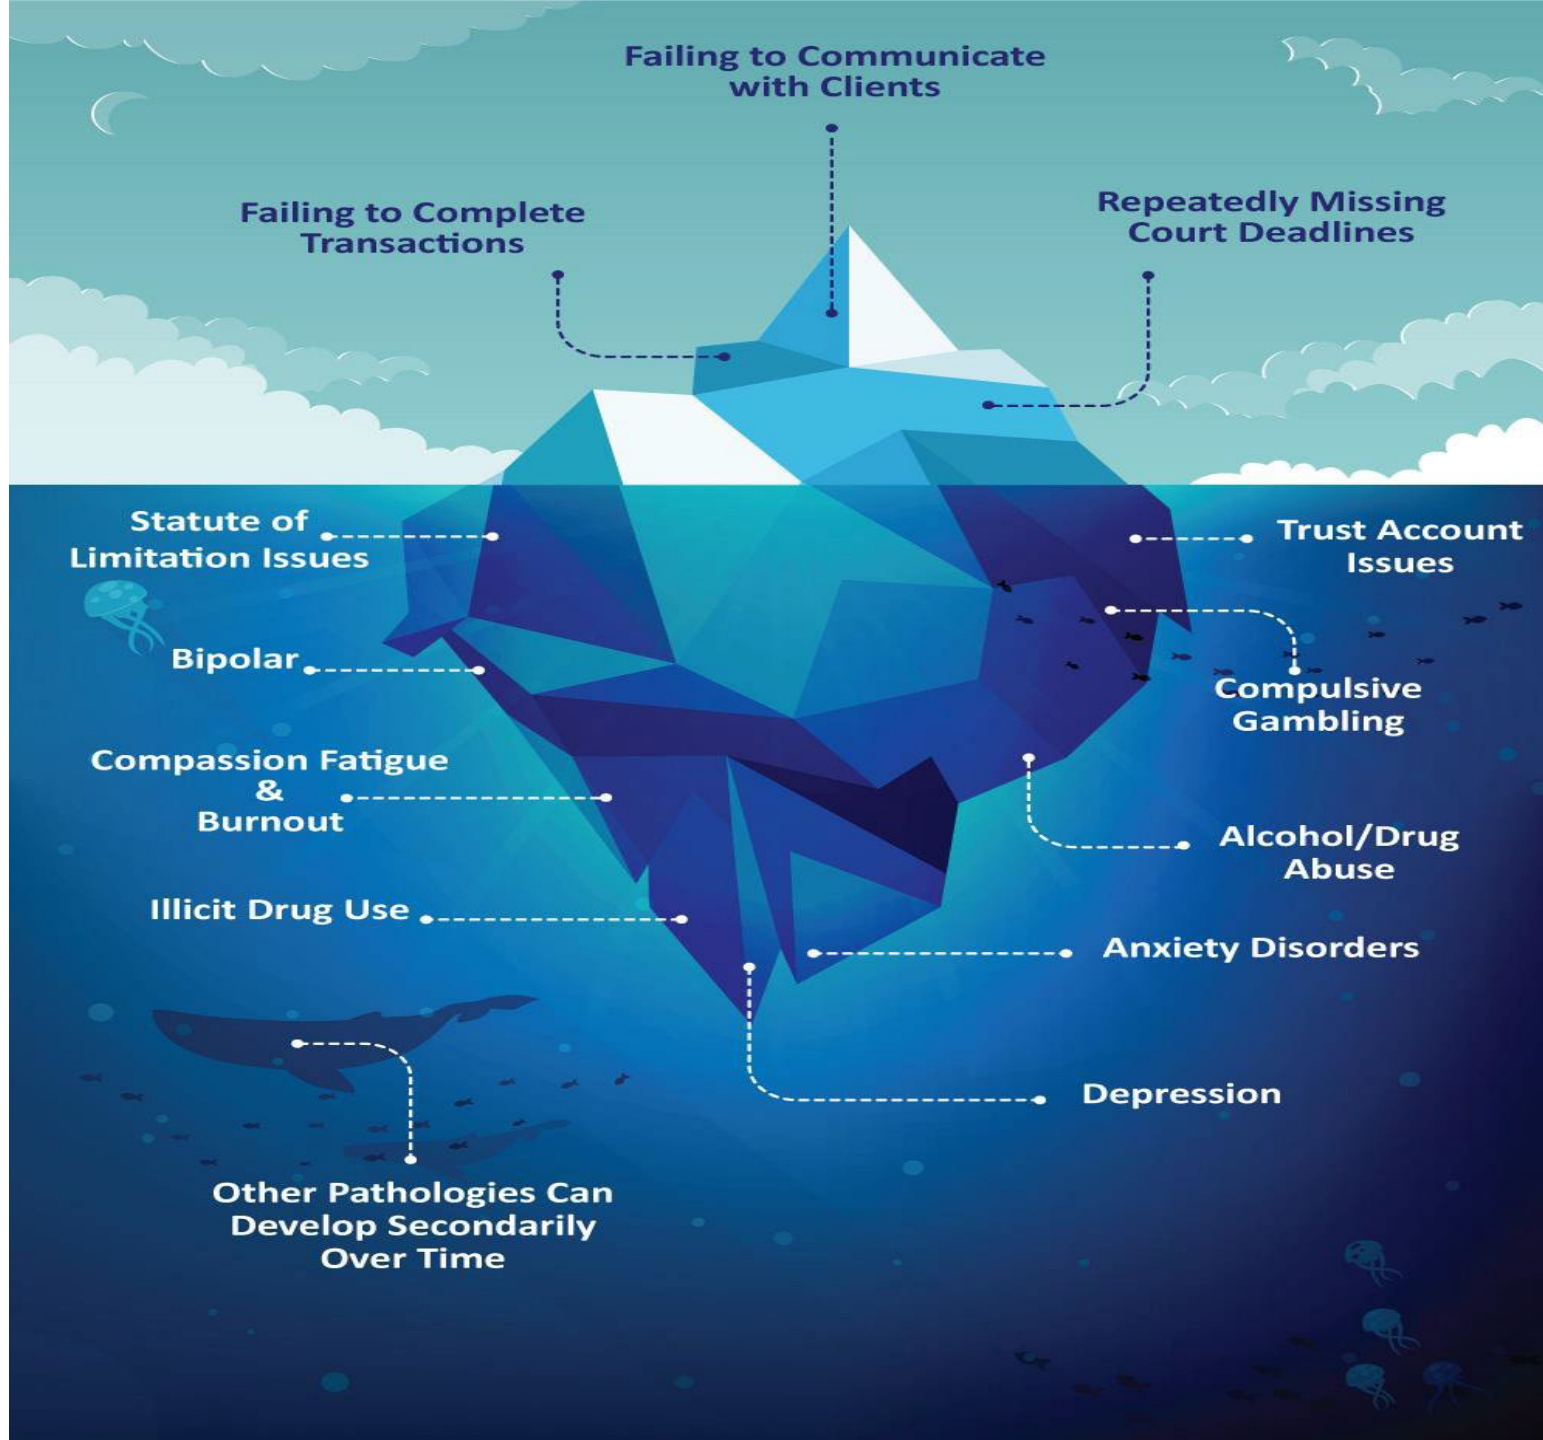 Failing to Communicate
with Clients
Failing to Complete
Transactions
Repeatedly Missing
Court Deadlines
Statute of
Limitation Issues
Trust Account
Issues
Bipolar
Compulsive
Gambling
Compassion Fatigue
&
Burnout
Alcohol/Drug
Abuse
Illicit Drug Use
Anxiety Disorders
Depression
Other Pathologies Can
Develop Secondarily
Over Time